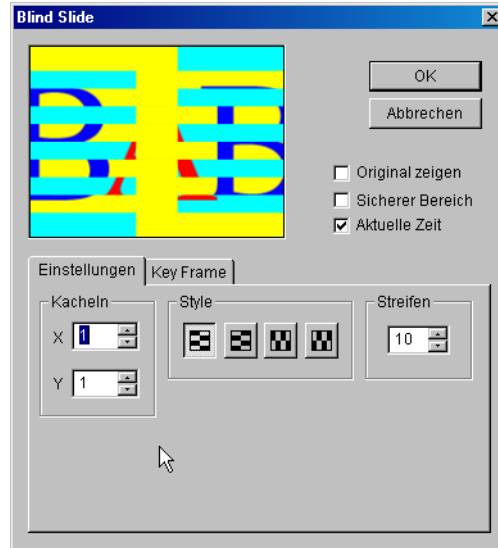 Blind Slide
B A B
OK
Abbrechen
Original zeigen
Sicherer Bereich
Aktuelle Zeit
Einstellungen Key Frame
Kacheln Style Streifen
X 1 10
Y 1